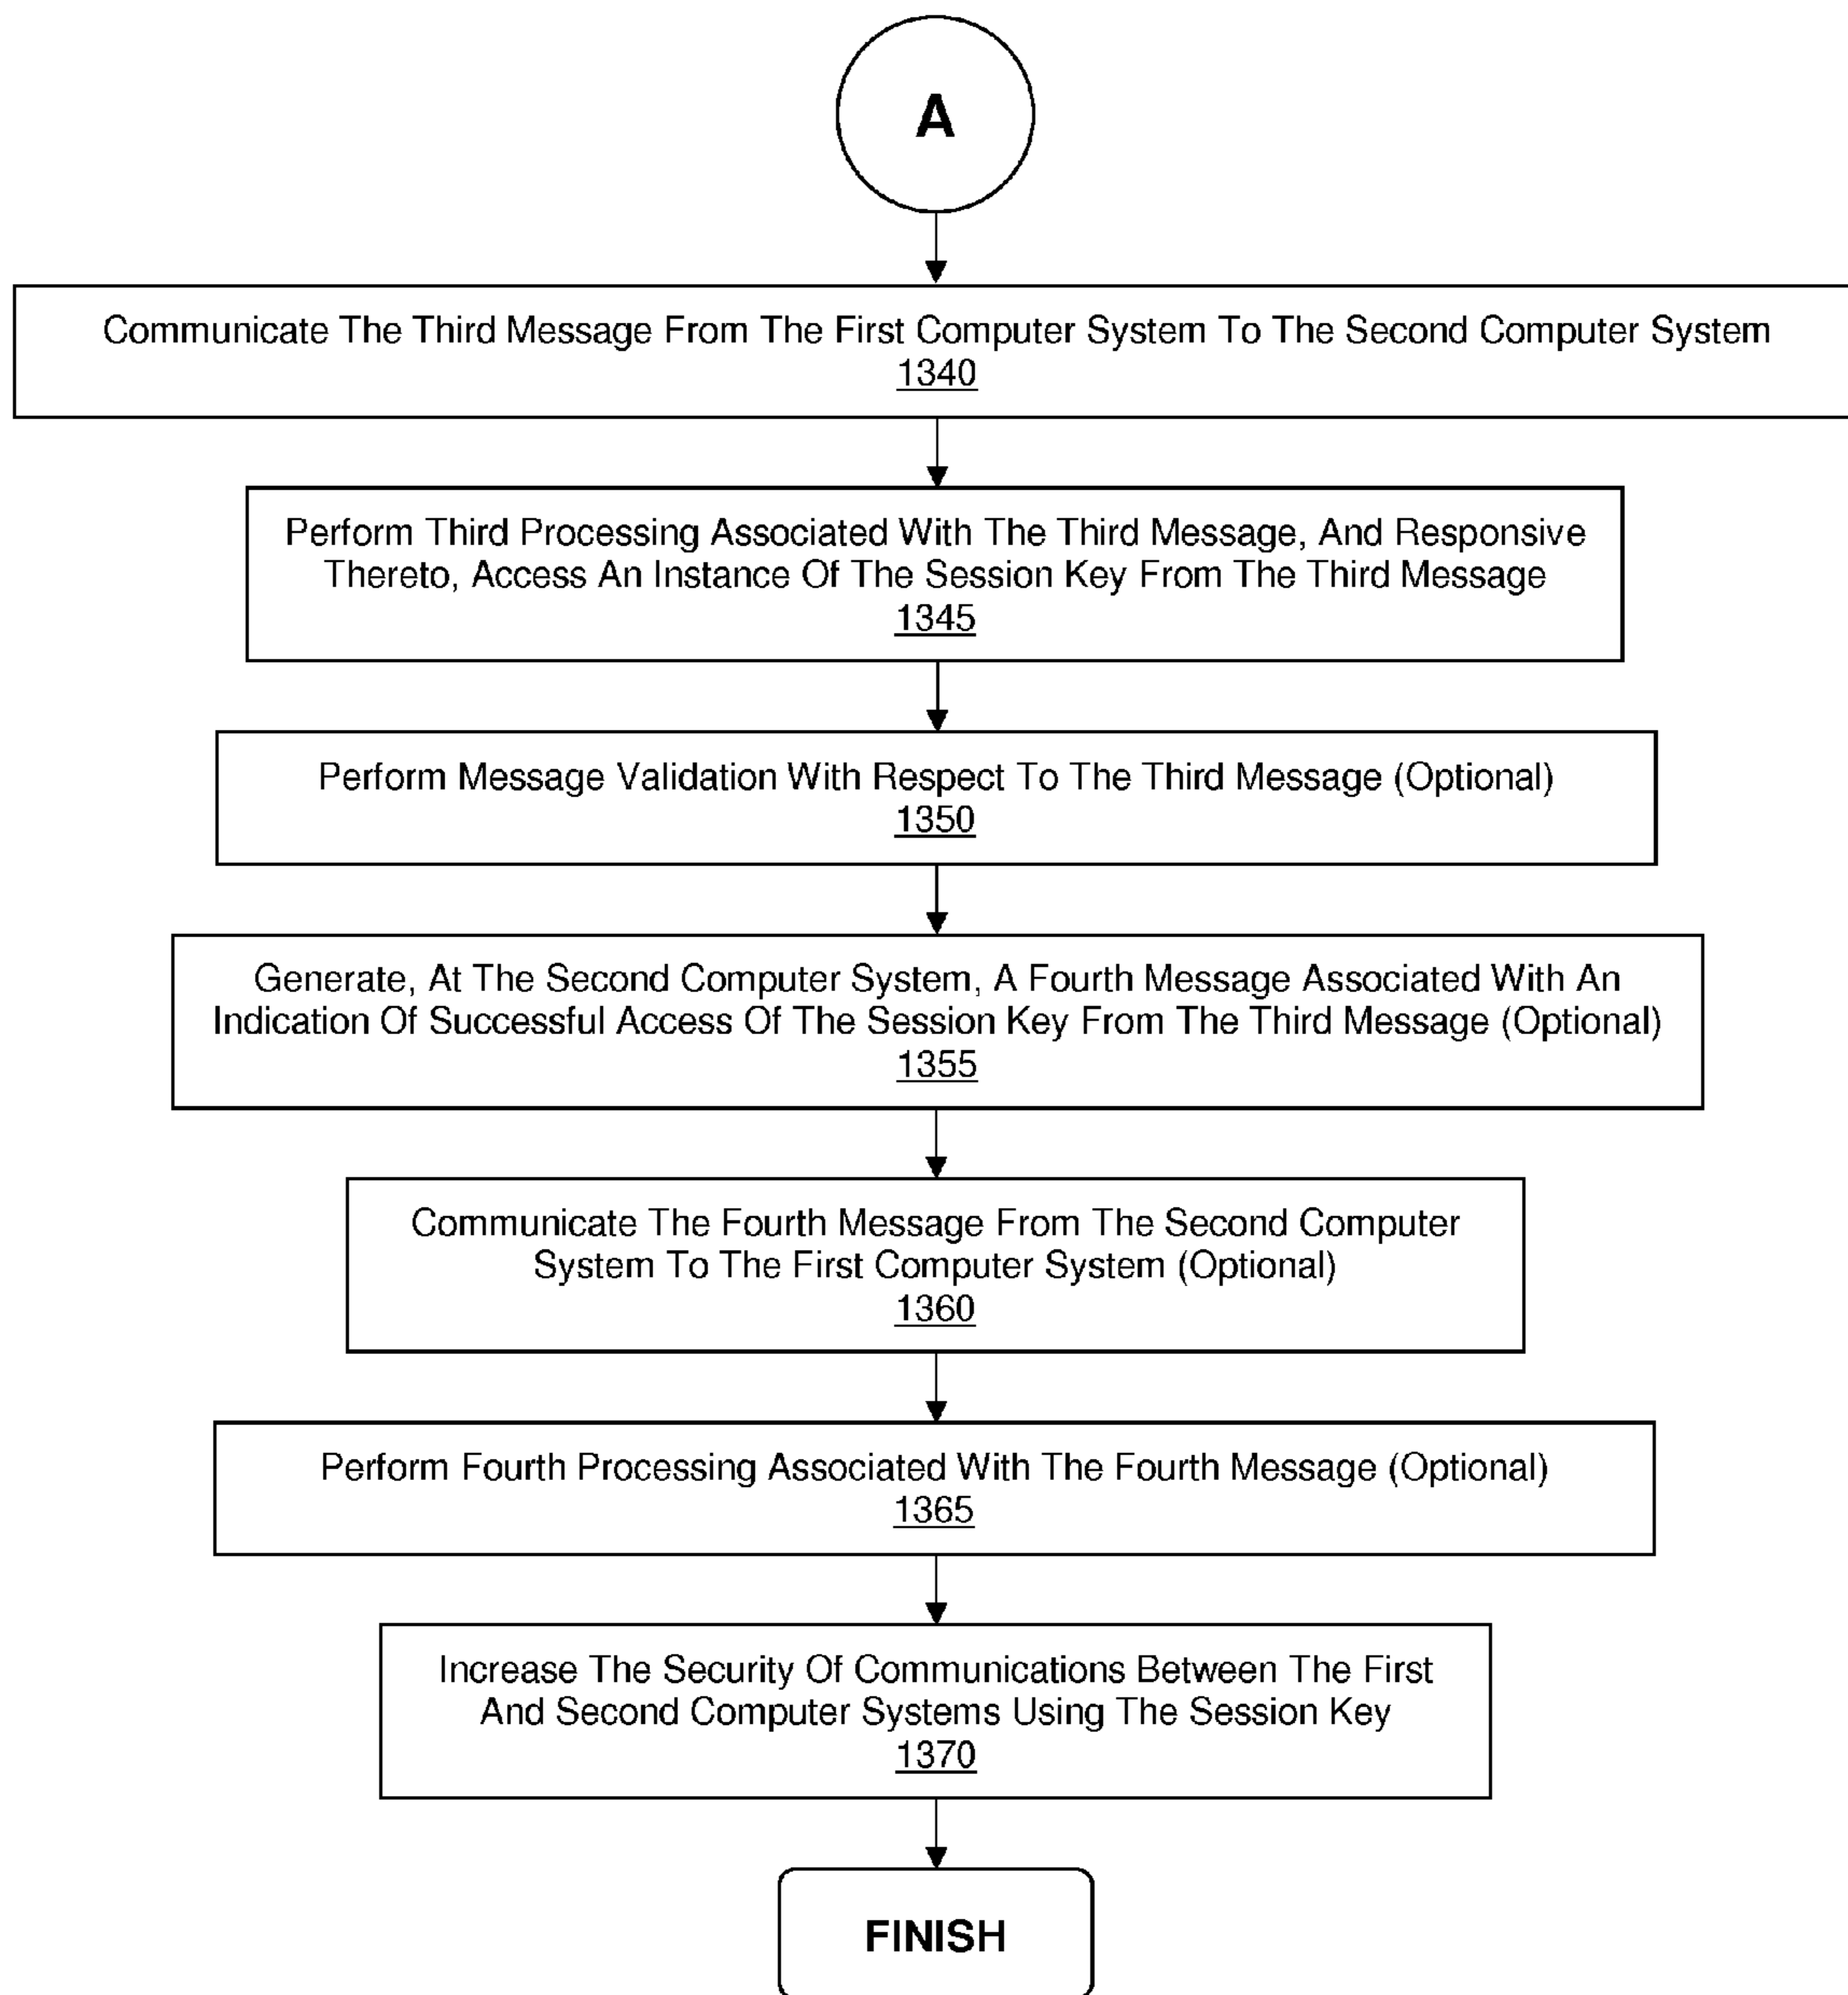 A
Communicate The Third Message From The First Computer System To The Second Computer System
1340
Perform Third Processing Associated With The Third Message, And Responsive
Thereto, Access An Instance Of The Session Key From The Third Message
1345
Perform Message Validation With Respect To The Third Message (Optional)
1350
Generate, At The Second Computer System, A Fourth Message Associated With An
Indication Of Successful Access Of The Session Key From The Third Message (Optional)
1355
Communicate The Fourth Message From The Second Computer
System To The First Computer System (Optional)
1360
Perform Fourth Processing Associated With The Fourth Message (Optional)
1365
Increase The Security Of Communications Between The First
And Second Computer Systems Using The Session Key
1370
FINISH